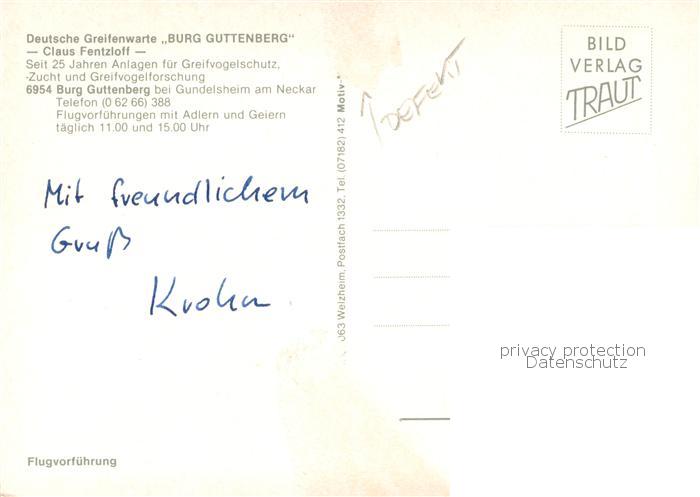 Deutsche Greifenwarte „BURG GUTTENBERG"
— Claus Fentzloff —
Seit 25 Jahren Anlagen für Greifvogelschutz,
-Zucht und Greifvogelforschung
6954 Burg Guttenberg bei Gundelsheim am Neckar
Telefon (0 62 66) 388
Flugvorführungen mit Adlern und Geiern
täglich 11.00 und 15.00 Uhr
Mit freundlichem
Gruß
Krohn
Flugvorführung
063 Welzheim, Postfach 1332, Tel. (07182) 412 Motiv-
DEFEKT
BILD
VERLAG
TRAUT
privacy protection
Datenschutz